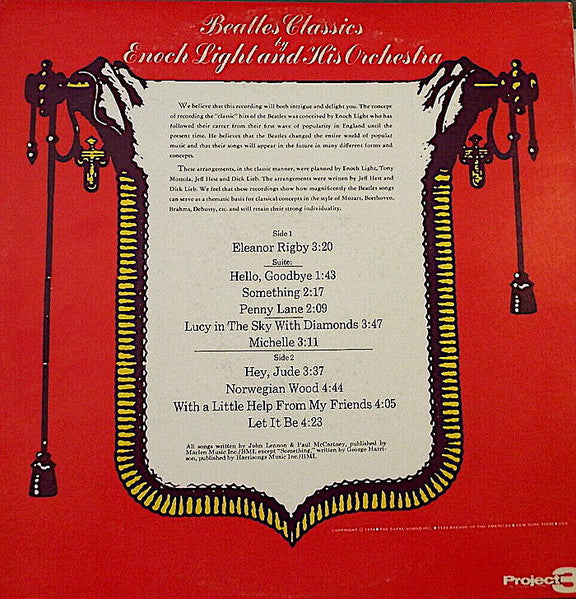 Beatles Classics
by
Enoch Light and His Orchestra
We believe that this recording will both intrigue and delight you. The concept
of recording the "classic" hits of the Beatles was conceived by Enoch Light who has
followed their career from their first wave of popularity in England until the
present time. He believes that the Beatles changed the entire world of popular
music and that their songs will appear in the future in many different forms and
concepts.
These arrangements, in the classic manner, were planned by Enoch Light, Tony
Mottola, Jeff Hest and Dick Lieb. The arrangements were written by Jeff Hest and
Dick Lieb. We feel that these recordings show how magnificently the Beatles songs
can serve as a thematic basis for classical concepts in the style of Mozart, Beethoven,
Brahms, Debussy, etc. and still retain their strong individuality.
Side 1
Eleanor Rigby 3:20
Suite:
Hello, Goodbye 1:43
Something 2:17
Penny Lane 2:09
Lucy in The Sky With Diamonds 3:47
Michelle 3:11
Side 2
Hey, Jude 3:37
Norwegian Wood 4:44
With a Little Help From My Friends 4:05
Let It Be 4:23
All songs written by John Lennon & Paul McCartney, published by
Maclen Music Inc./BMI, except "Something," written by George Harri-
son, published by Harrisongs Music Inc./BMI.
COPYRIGHT © THE TOTAL SOUND, INC. AVENUE OF THE AMERICAS NEW YORK
Project 3